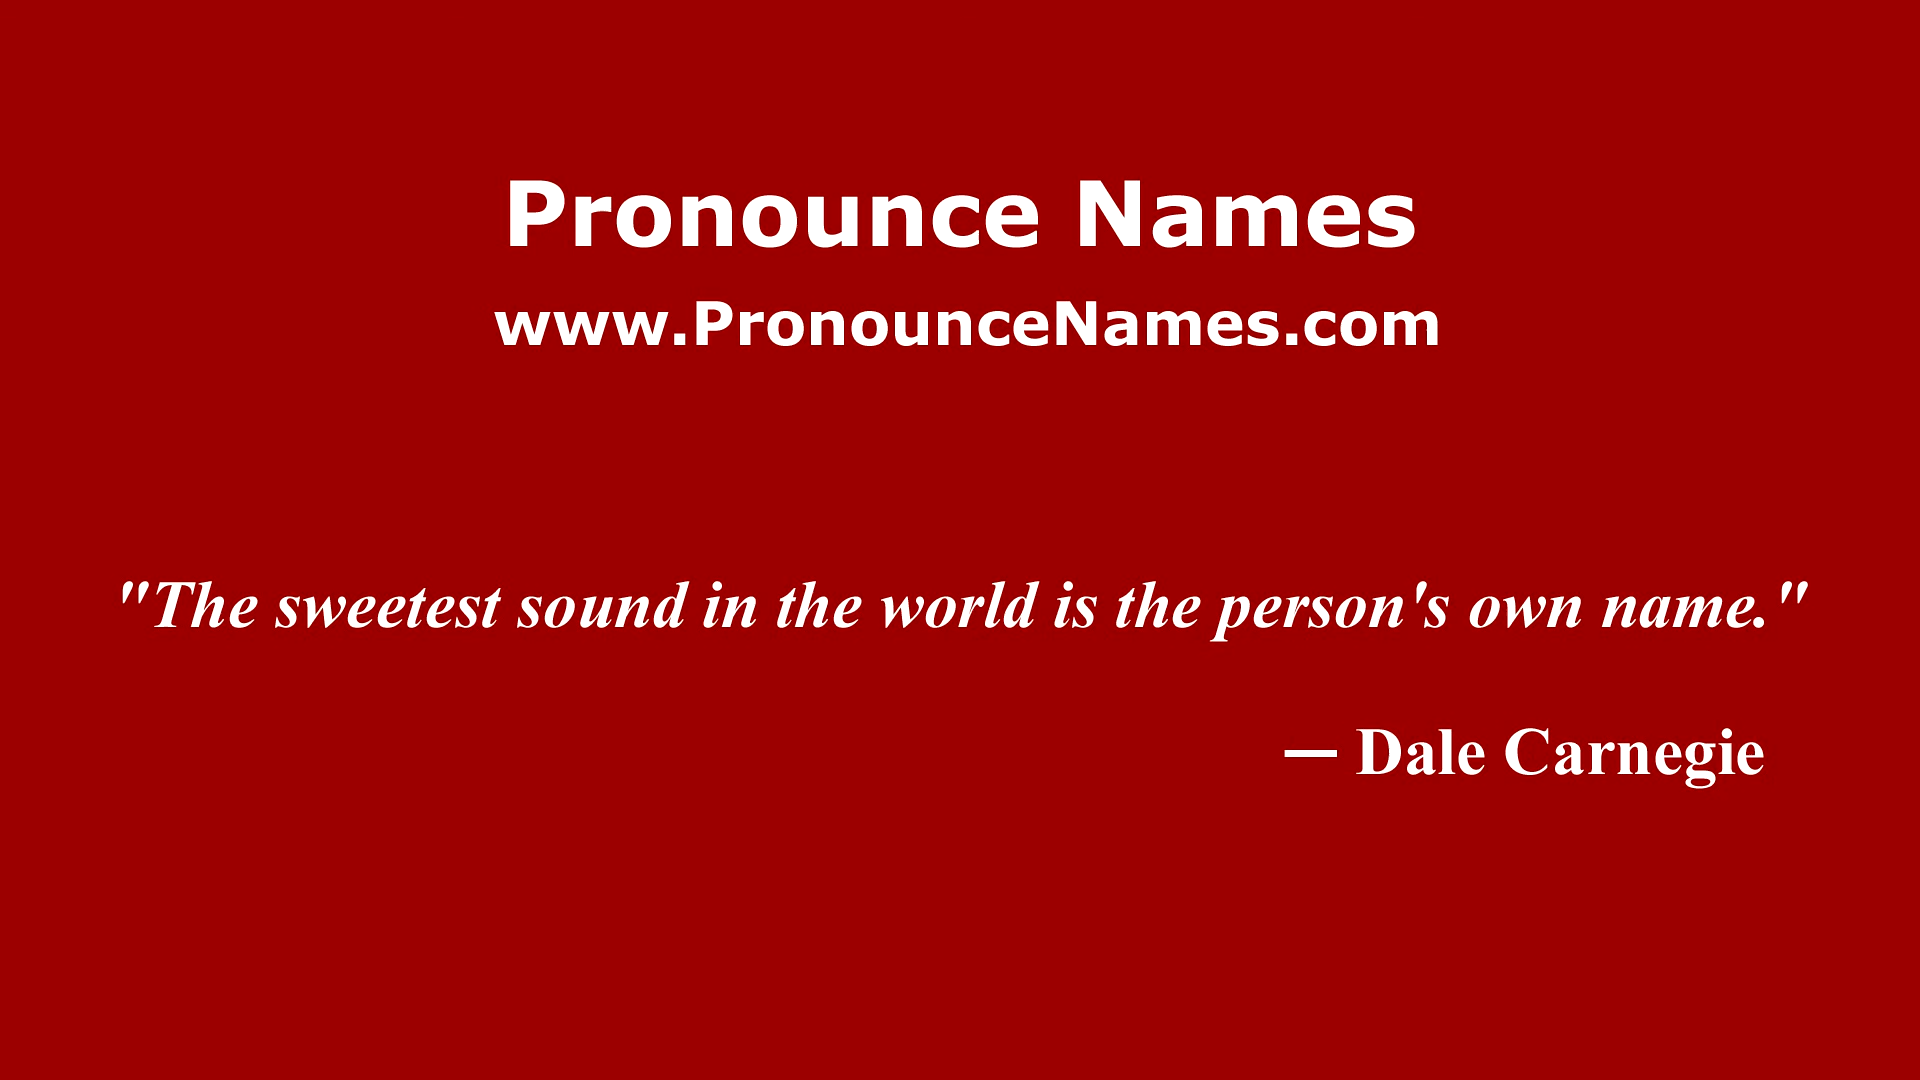 Pronounce Names
www.PronounceNames.com
"The sweetest sound in the world is the person's own name."
— Dale Carnegie